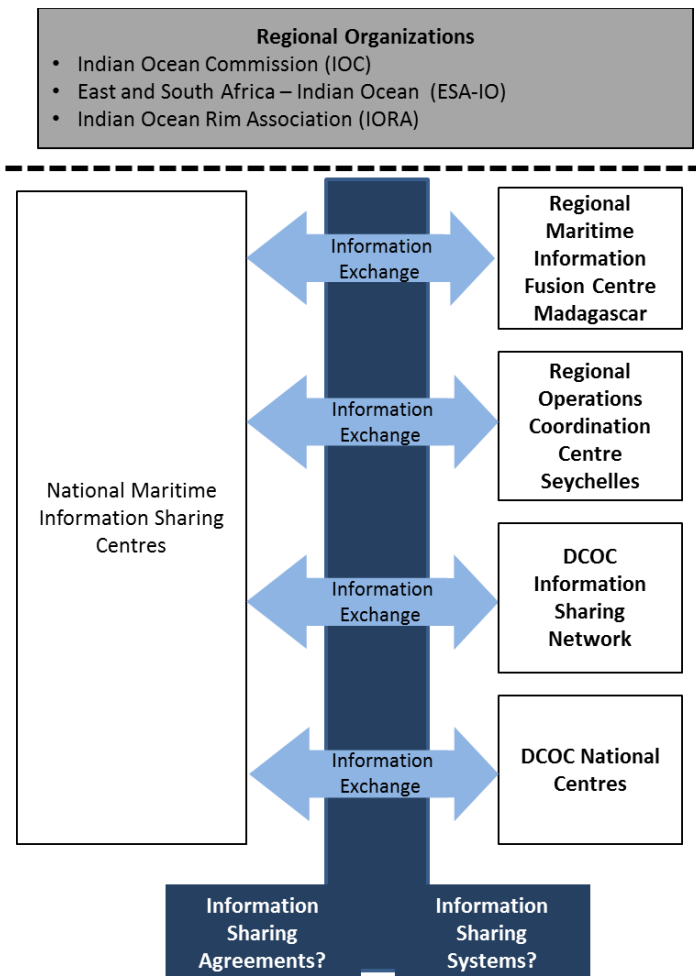 Regional Organizations
• Indian Ocean Commission (IOC)
• East and South Africa – Indian Ocean  (ESA-IO)
• Indian Ocean Rim Association (IORA)
National Maritime
Information Sharing
Centres
Information
Exchange
Regional
Maritime
Information
Fusion Centre
Madagascar
Information
Exchange
Regional
Operations
Coordination
Centre
Seychelles
Information
Exchange
DCOC
Information
Sharing
Network
Information
Exchange
DCOC National
Centres
Information
Sharing
Agreements?
Information
Sharing
Systems?